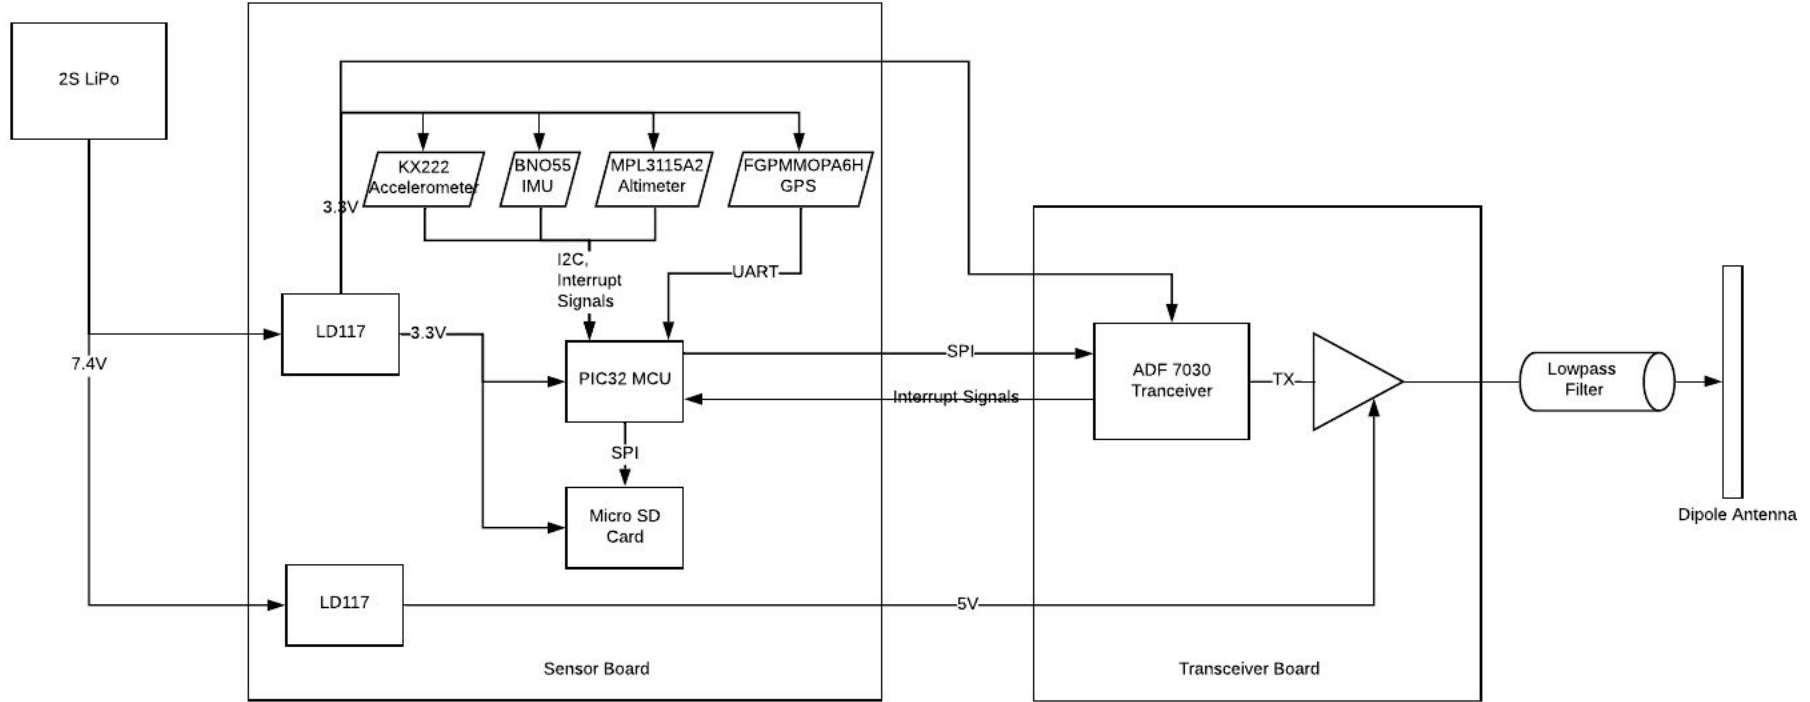 2S LiPo
KX222
Accelerometer
BNO55
IMU
MPL3115A2
Altimeter
FGPMMOPA6H
GPS
3.3V
I2C,
Interrupt
Signals
UART
LD117
3.3V
7.4V
PIC32 MCU
SPI
Interrupt Signals
ADF 7030
Tranceiver
TX
Lowpass
Filter
SPI
Micro SD
Card
Dipole Antenna
LD117
5V
Sensor Board
Transceiver Board